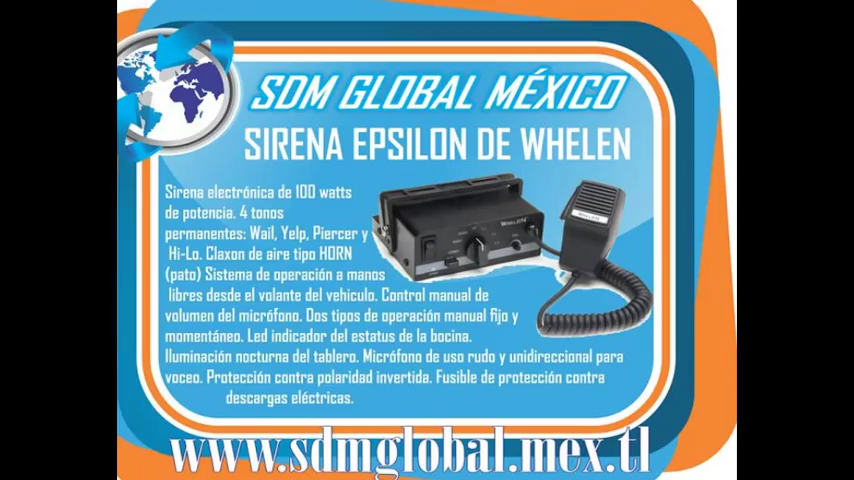 SDM GLOBAL MÉXICO
SIRENA EPSILON DE WHELEN
Sirena electrónica de 100 watts
de potencia. 4 tonos
permanentes: Wail, Yelp, Piercer y
Hi-Lo. Claxon de aire tipo HORN
(pato) Sistema de operación a manos
libres desde el volante del vehiculo. Control manual de
volumen del micrófono. Dos tipos de operación manual fijo y
momentáneo. Led indicador del estatus de la bocina.
Iluminación nocturna del tablero. Micrófono de uso rudo y unidireccional para
voceo. Protección contra polaridad invertida. Fusible de protección contra
descargas eléctricas.
WHELEN
WHELEN
www.sdmglobal.mex.tl